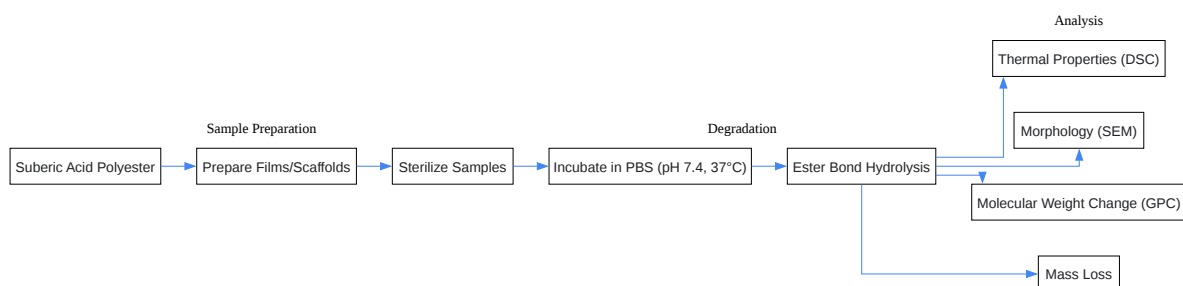 Analysis
Thermal Properties (DSC)
Sample Preparation
Degradation
Morphology (SEM)
Suberic Acid Polyester
Prepare Films/Scaffolds
Sterilize Samples
Incubate in PBS (pH 7.4, 37°C)
Ester Bond Hydrolysis
Molecular Weight Change (GPC)
Mass Loss